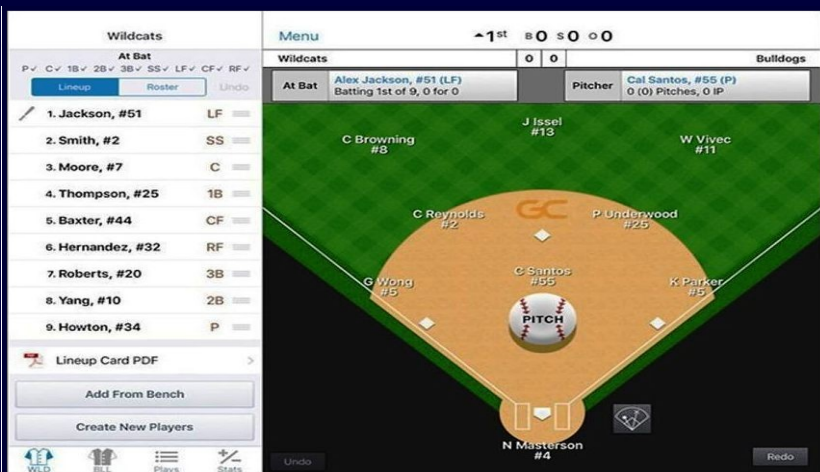 Wildcats
At Bat
P✓ C✓ 1B✓ 2B✓ 3B✓ SS✓ LF✓ CF✓ RF✓
Lineup Roster Undo
1. Jackson, #51 LF
2. Smith, #2 SS
3. Moore, #7 C
4. Thompson, #25 1B
5. Baxter, #44 CF
6. Hernandez, #32 RF
7. Roberts, #20 3B
8. Yang, #10 2B
9. Howton, #34 P
Lineup Card PDF
Add From Bench
Create New Players
WLD BLL Plays Stats
Menu 1st B 0 S 0 O 0
Wildcats 0 0 Bulldogs
At Bat
Alex Jackson, #51 (LF)
Batting 1st of 9, 0 for 0
Pitcher
Cal Santos, #55 (P)
0 (0) Pitches, 0 IP
J Issel
#13
C Browning
#8
W Vivec
#11
GC
C Reynolds
#2
P Underwood
#25
G Wong
#5
C Santos
#55
K Parker
#5
PITCH
N Masterson
#4
Undo Redo